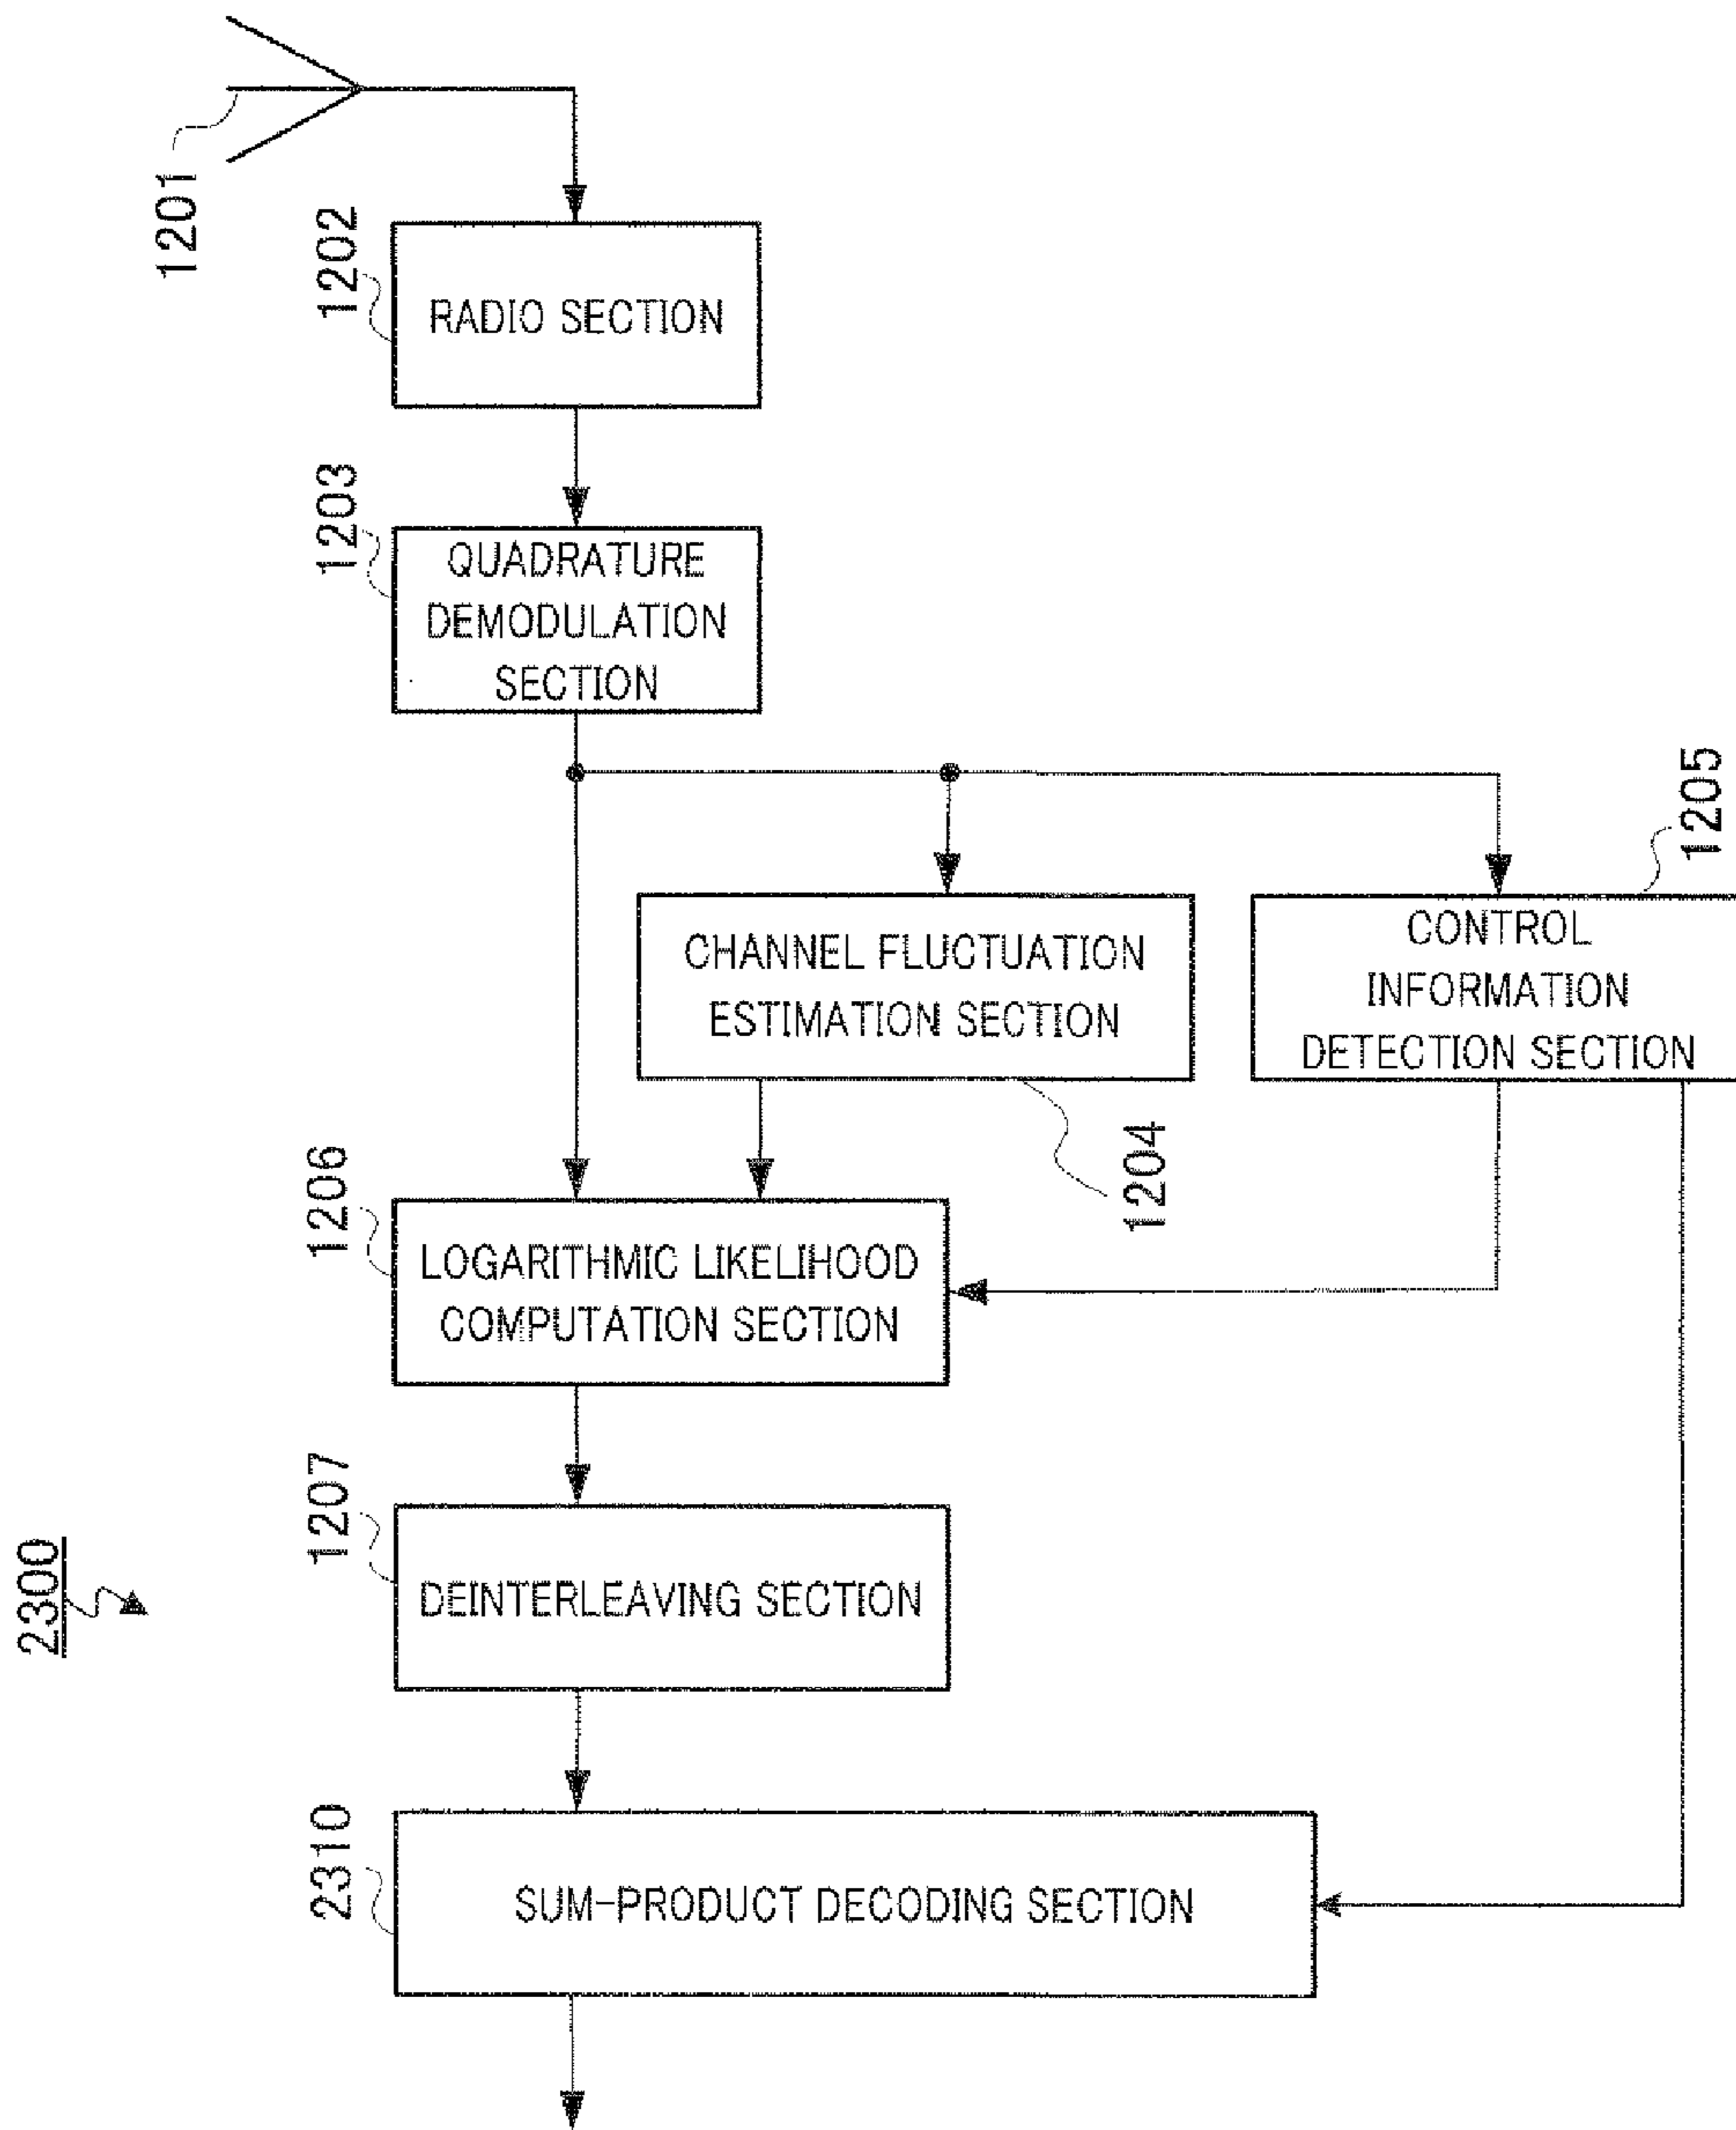 1201
1202
RADIO SECTION
1203
QUADRATURE
DEMODULATION
SECTION
1205
CONTROL
INFORMATION
DETECTION SECTION
CHANNEL FLUCTUATION
ESTIMATION SECTION
1204
1206
LOGARITHMIC LIKELIHOOD
COMPUTATION SECTION
1207
DEINTERLEAVING SECTION
2300
2310
SUM-PRODUCT DECODING SECTION